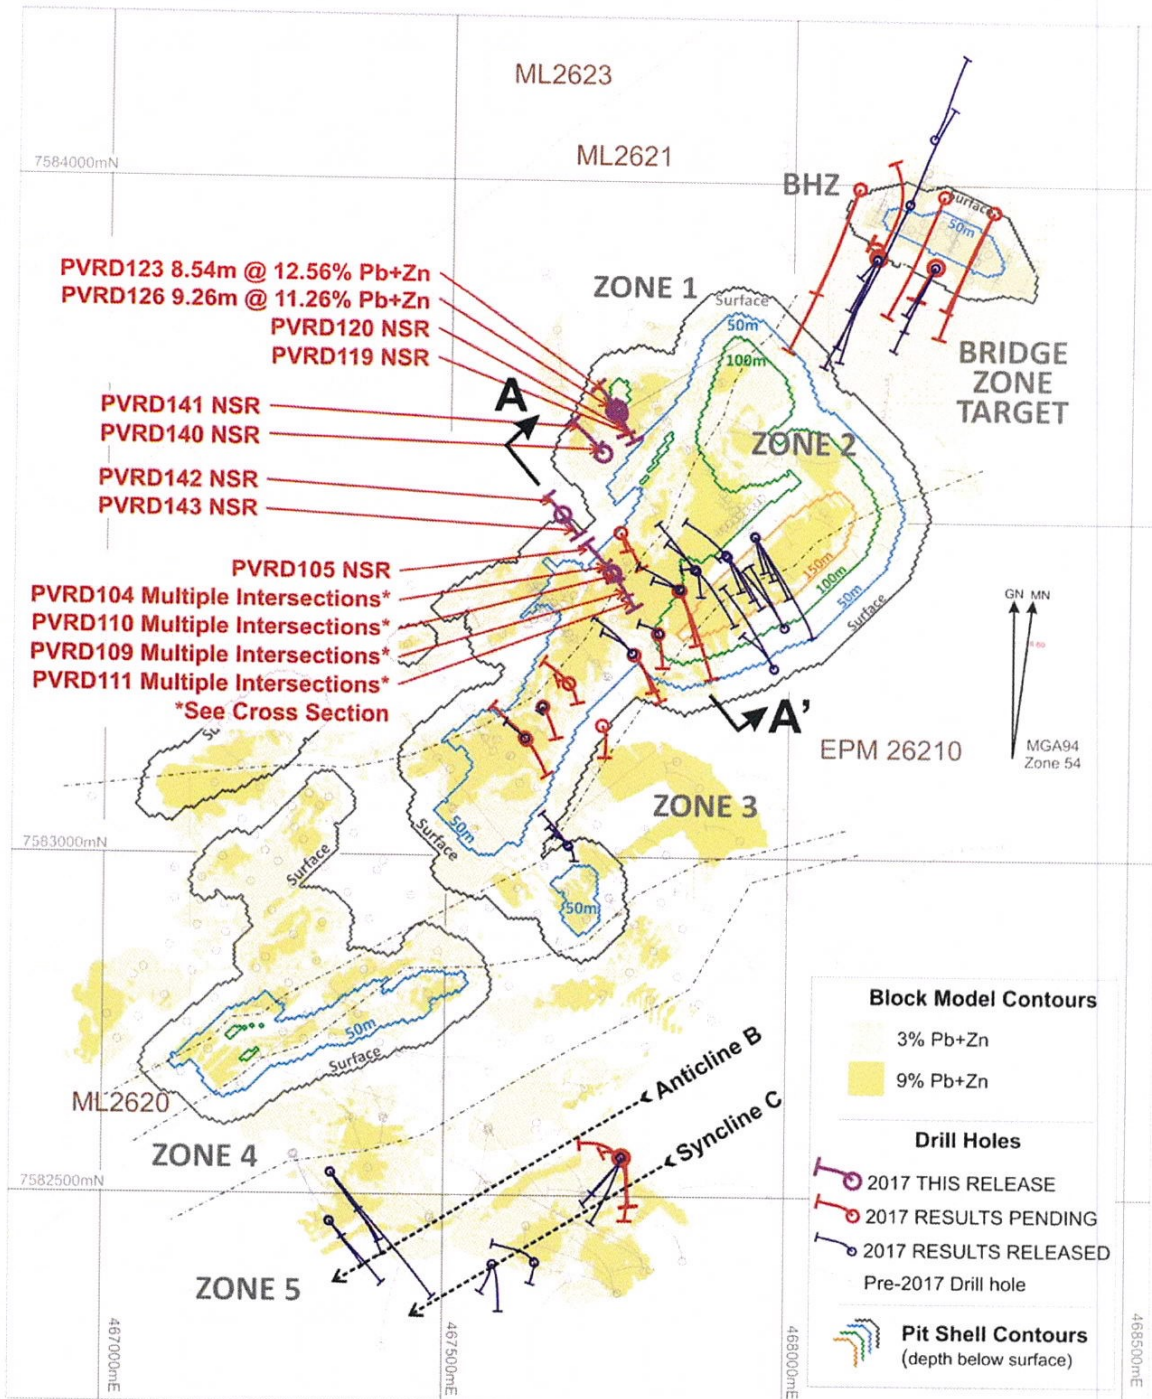 ML2623
ML2621
7584000mN
BHZ
Surface
50m
PVRD123 8.54m @ 12.56% Pb+Zn
PVRD126 9.26m @ 11.26% Pb+Zn
PVRD120 NSR
PVRD119 NSR
ZONE 1
Surface
50m
100m
BRIDGE
ZONE
TARGET
A
PVRD141 NSR
PVRD140 NSR
ZONE 2
PVRD142 NSR
PVRD143 NSR
150m
100m
50m
Surface
PVRD105 NSR
PVRD104 Multiple Intersections*
PVRD110 Multiple Intersections*
PVRD109 Multiple Intersections*
PVRD111 Multiple Intersections*
*See Cross Section
GN MN
A'
EPM 26210
MGA94
Zone 54
ZONE 3
7583000mN
50m
Surface
Surface
50m
50m
Surface
ML2620
Anticline B
Syncline C
ZONE 4
7582500mN
ZONE 5
Block Model Contours
3% Pb+Zn
9% Pb+Zn
Drill Holes
2017 THIS RELEASE
2017 RESULTS PENDING
2017 RESULTS RELEASED
Pre-2017 Drill hole
Pit Shell Contours
(depth below surface)
467000mE
467500mE
468000mE
468500mE